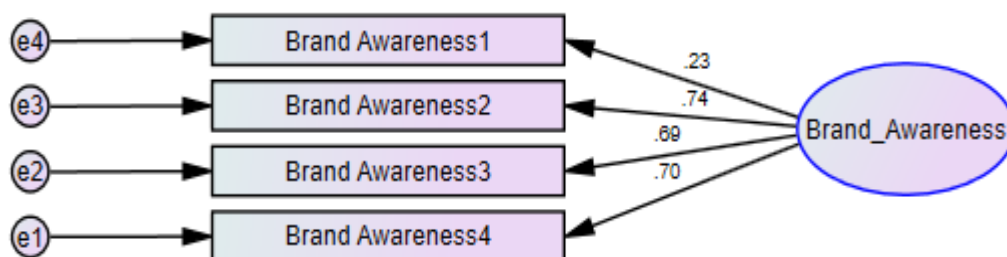 e4
Brand Awareness1
.23
e3
Brand Awareness2
.74
Brand_Awareness
.69
e2
Brand Awareness3
.70
e1
Brand Awareness4